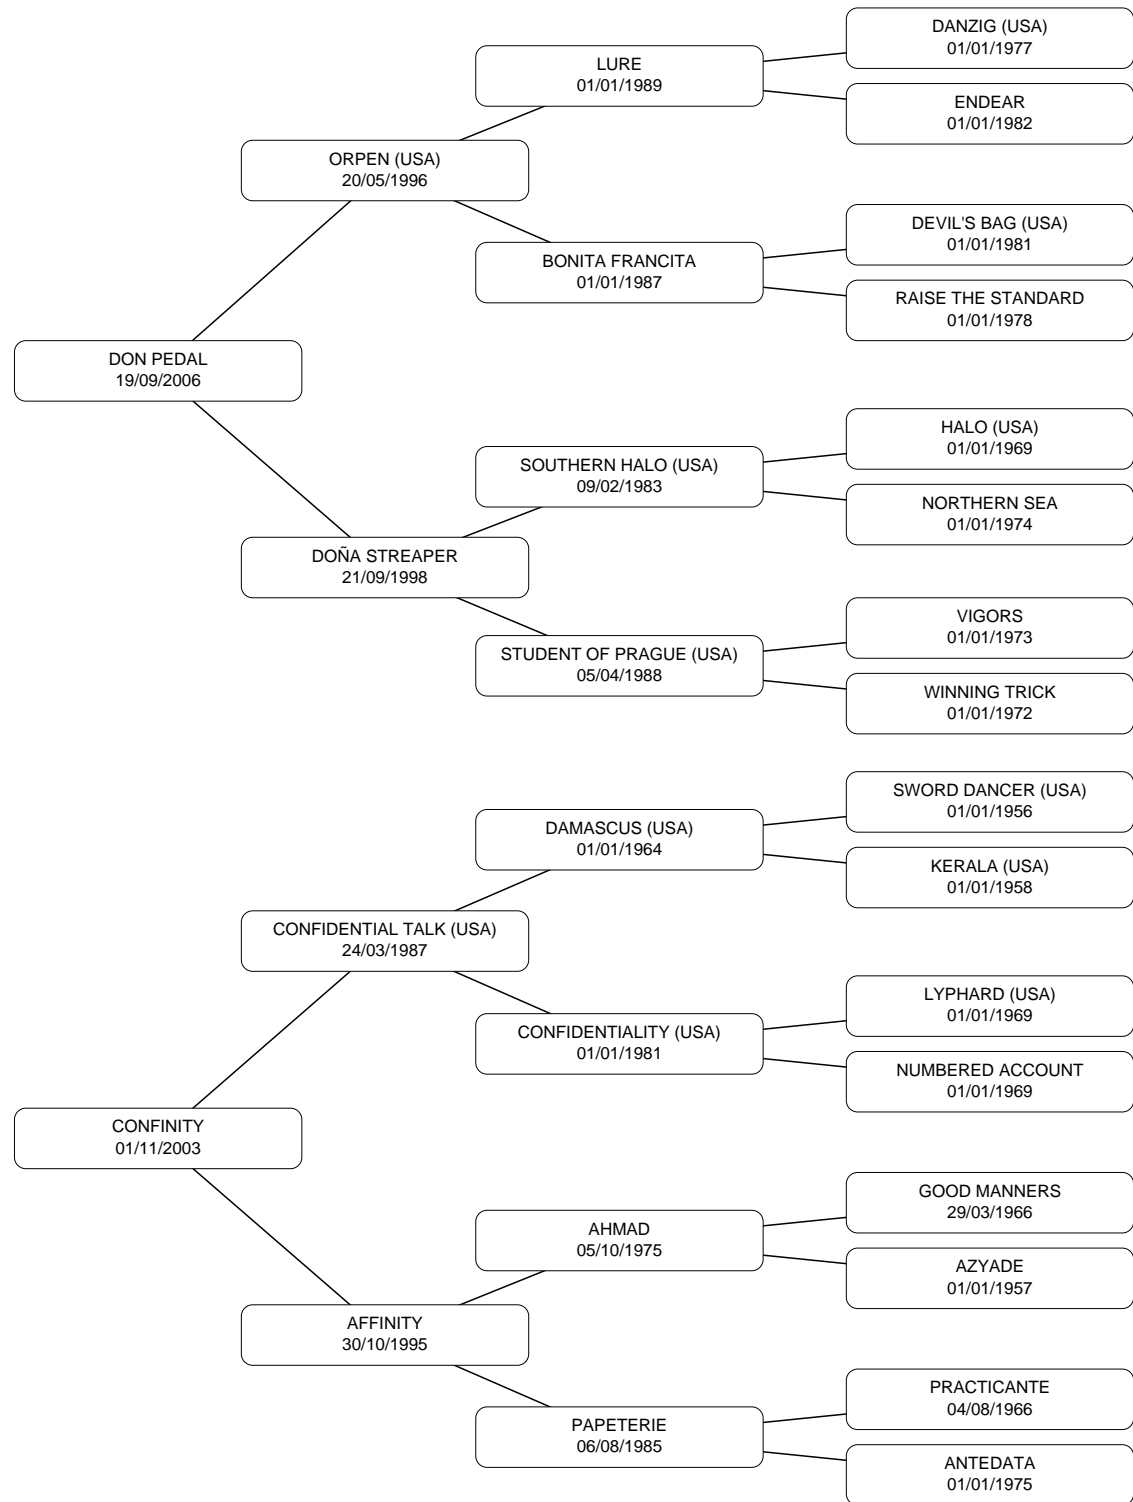 DANZIG (USA)
01/01/1977
LURE
01/01/1989
ENDEAR
01/01/1982
ORPEN (USA)
20/05/1996
DEVIL'S BAG (USA)
01/01/1981
BONITA FRANCITA
01/01/1987
RAISE THE STANDARD
01/01/1978
DON PEDAL
19/09/2006
HALO (USA)
01/01/1969
SOUTHERN HALO (USA)
09/02/1983
NORTHERN SEA
01/01/1974
DOÑA STREAPER
21/09/1998
VIGORS
01/01/1973
STUDENT OF PRAGUE (USA)
05/04/1988
WINNING TRICK
01/01/1972
SWORD DANCER (USA)
01/01/1956
DAMASCUS (USA)
01/01/1964
KERALA (USA)
01/01/1958
CONFIDENTIAL TALK (USA)
24/03/1987
LYPHARD (USA)
01/01/1969
CONFIDENTIALITY (USA)
01/01/1981
NUMBERED ACCOUNT
01/01/1969
CONFINITY
01/11/2003
GOOD MANNERS
29/03/1966
AHMAD
05/10/1975
AZYADE
01/01/1957
AFFINITY
30/10/1995
PRACTICANTE
04/08/1966
PAPETERIE
06/08/1985
ANTEDATA
01/01/1975